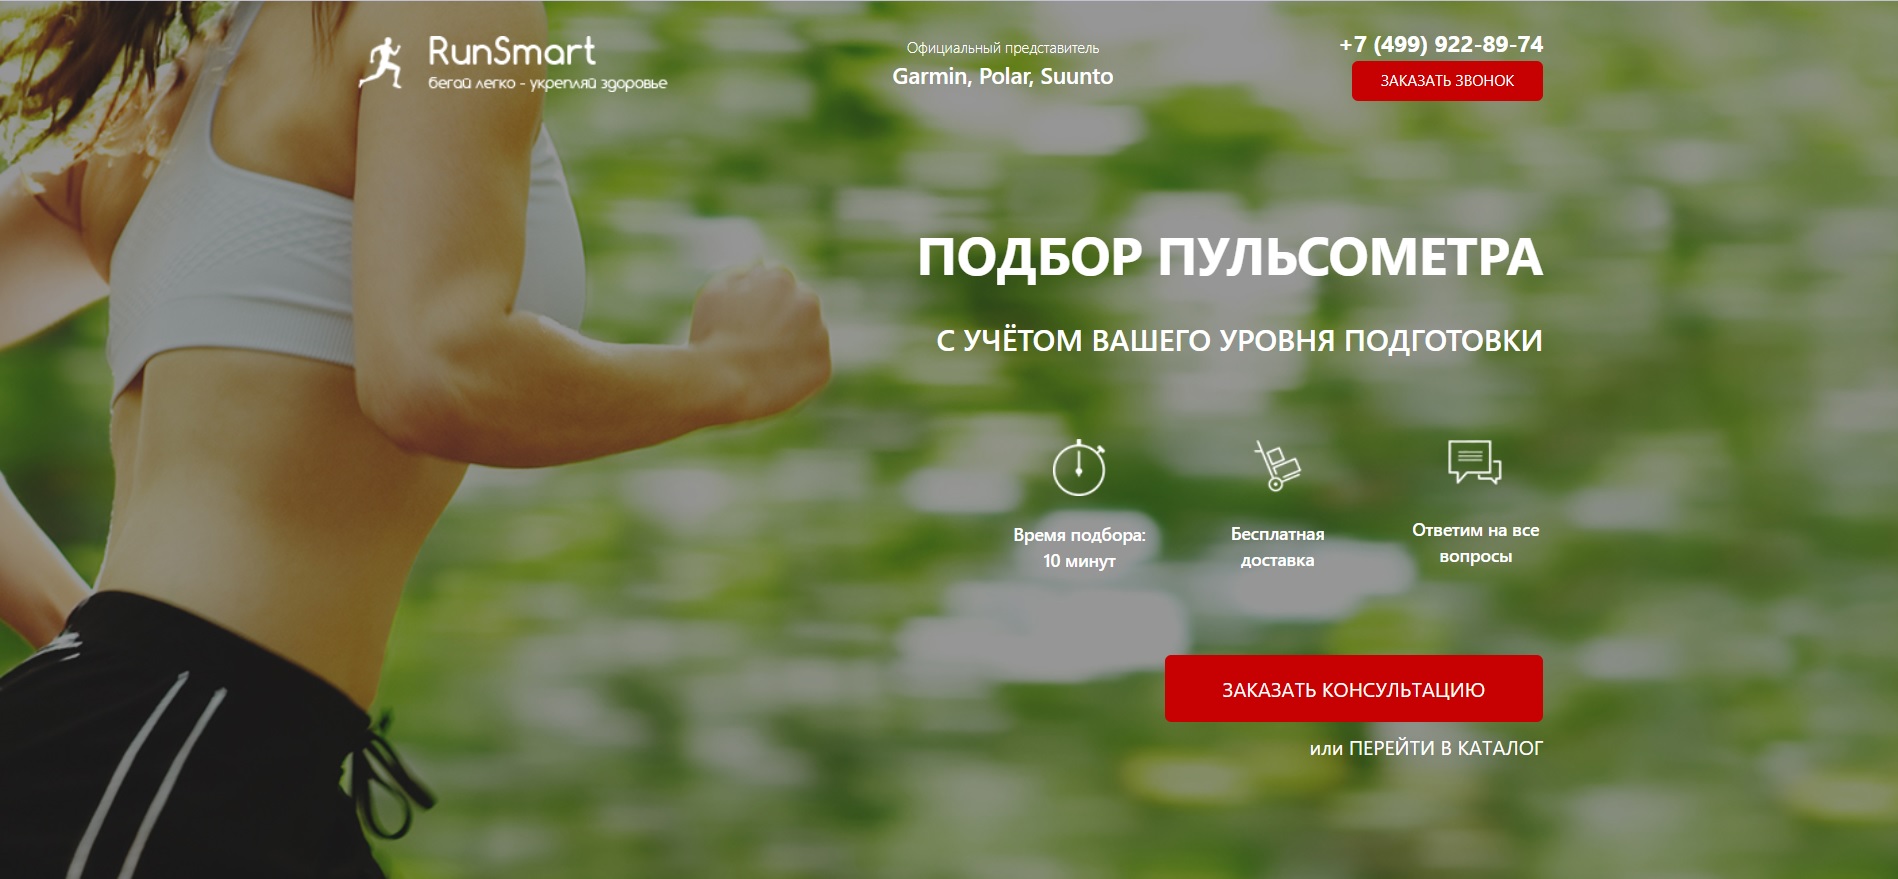 RunSmart
бегай легко - укрепляй здоровье
Официальный представитель
Garmin, Polar, Suunto
+7 (499) 922-89-74
ЗАКАЗАТЬ ЗВОНОК
ПОДБОР ПУЛЬСОМЕТРА
С УЧЁТОМ ВАШЕГО УРОВНЯ ПОДГОТОВКИ
Время подбора:
10 минут
Бесплатная
доставка
Ответим на все
вопросы
ЗАКАЗАТЬ КОНСУЛЬТАЦИЮ
или ПЕРЕЙТИ В КАТАЛОГ